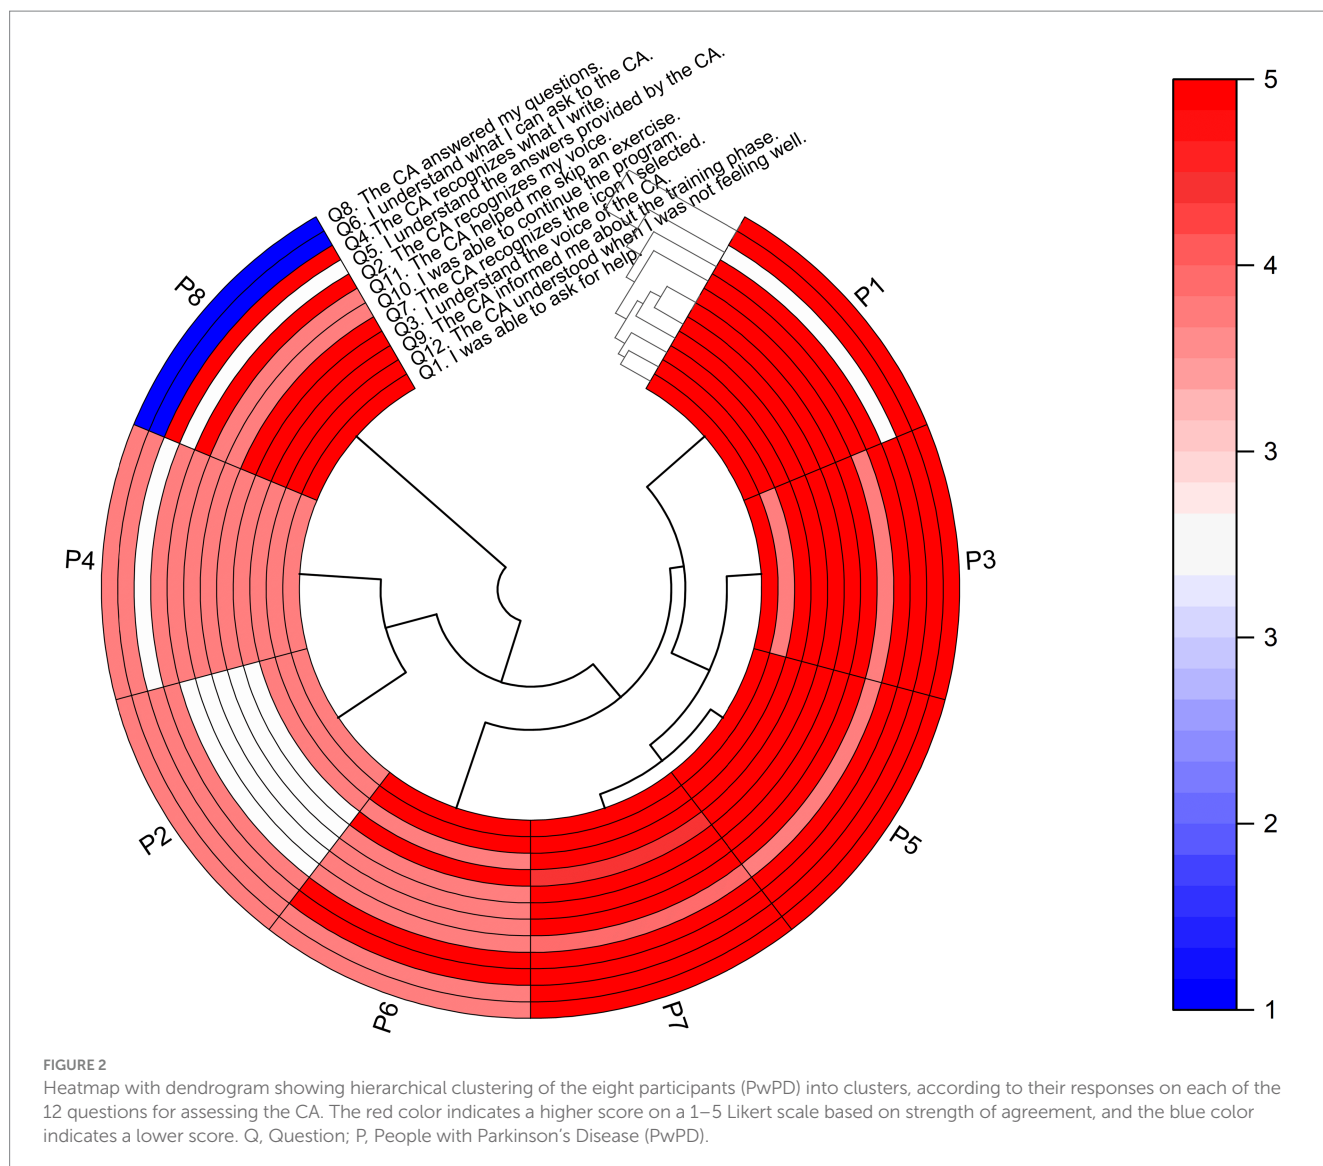 Q8. The CA answered my questions.
Q6. I understand what I can ask to the CA.
Q4. The CA recognizes what I write.
Q5. I understand the answers provided by the CA.
Q2. The CA recognizes my voice.
Q11. The CA helped me skip an exercise.
Q10. I was able to continue the program.
Q7. The CA recognizes the icon I selected.
Q3. I understand the voice of the CA.
Q9. The CA informed me about the training phase.
Q12. The CA understood when I was not feeling well.
Q1. I was able to ask for help.
P1
P3
P5
P7
P6
P2
P4
P8
5
4
3
3
2
1
FIGURE 2
Heatmap with dendrogram showing hierarchical clustering of the eight participants (PwPD) into clusters, according to their responses on each of the
12 questions for assessing the CA. The red color indicates a higher score on a 1–5 Likert scale based on strength of agreement, and the blue color
indicates a lower score. Q, Question; P, People with Parkinson's Disease (PwPD).